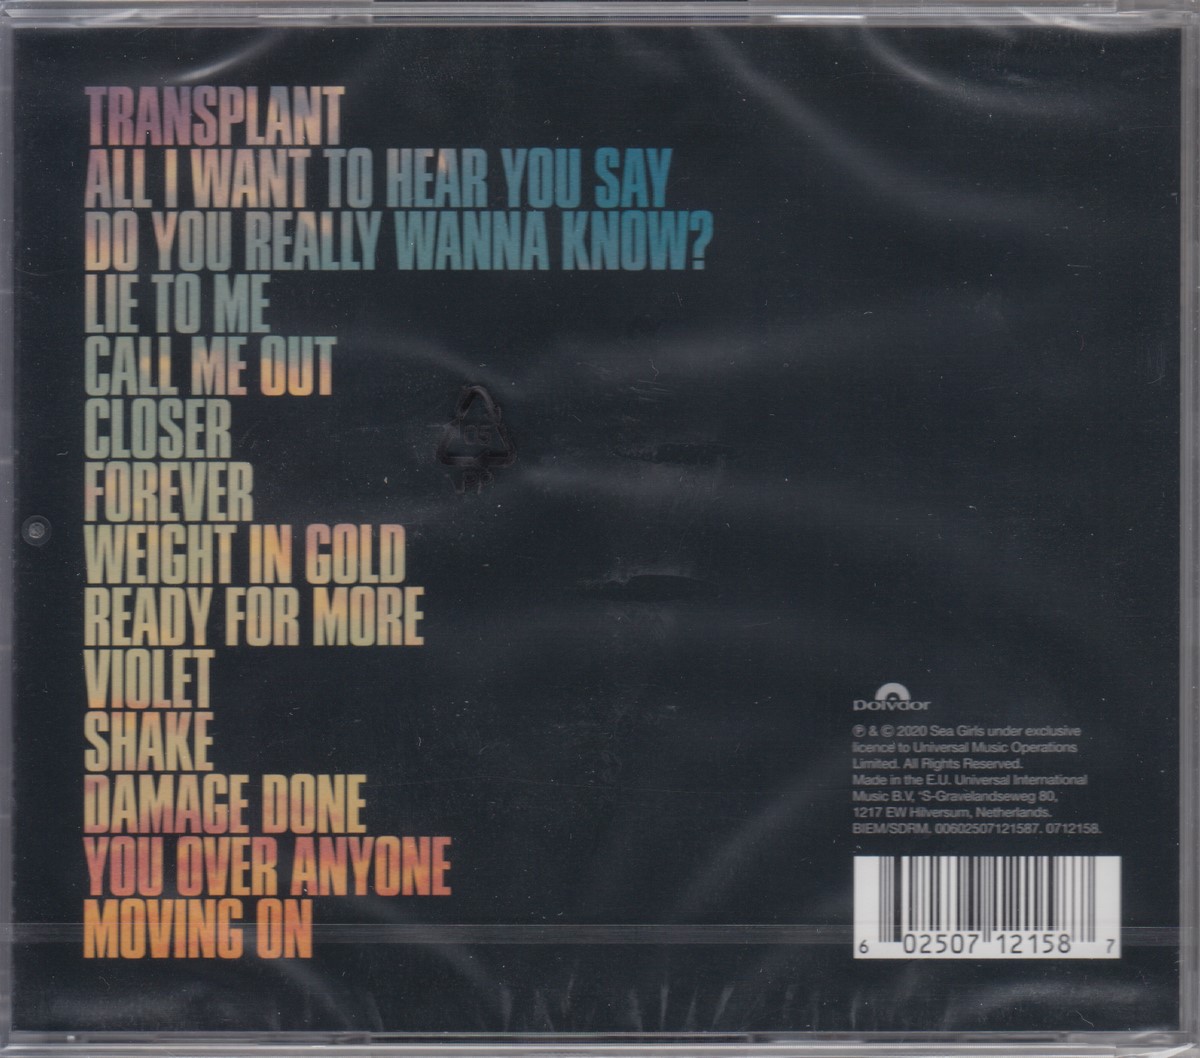 TRANSPLANT
ALL I WANT TO HEAR YOU SAY
DO YOU REALLY WANNA KNOW?
LIE TO ME
CALL ME OUT
CLOSER
FOREVER
WEIGHT IN GOLD
READY FOR MORE
VIOLET
SHAKE
DAMAGE DONE
YOU OVER ANYONE
MOVING ON
Polydor
℗ & © 2020 Sea Girls under exclusive
licence to Universal Music Operations
Limited. All Rights Reserved.
Made in the E.U. Universal International
Music B.V, 'S-Gravelandseweg 80,
1217 EW Hilversum, Netherlands.
BIEM/SDRM. 00602507121587. 0712158.
6 02507 12158 7